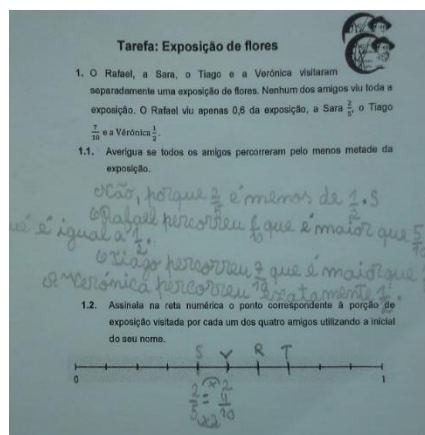 Tarefa: Exposição de flores
1. O Rafael, a Sara, o Tiago e a Verónica visitaram
separadamente uma exposição de flores. Nenhum dos amigos viu toda a
exposição. O Rafael viu apenas 0,6 da exposição, a Sara 2/5, o Tiago
7/10 e a Verónica 1/2.
1.1. Averigua se todos os amigos percorreram pelo menos metade da
exposição.
Não, porque 2/5 é menos de 1/2. S
O Rafael percorreu 6/10 que é maior que 5/10
que é igual a 1/2.
O Tiago percorreu 7/10 que é maior que
A Verónica percorreu exatamente 1/2.
1.2. Assinala na reta numérica o ponto correspondente à porção de
exposição visitada por cada um dos quatro amigos utilizando a inicial
do seu nome.
S V R T
0 1
x2
2/5 = 4/10
x2